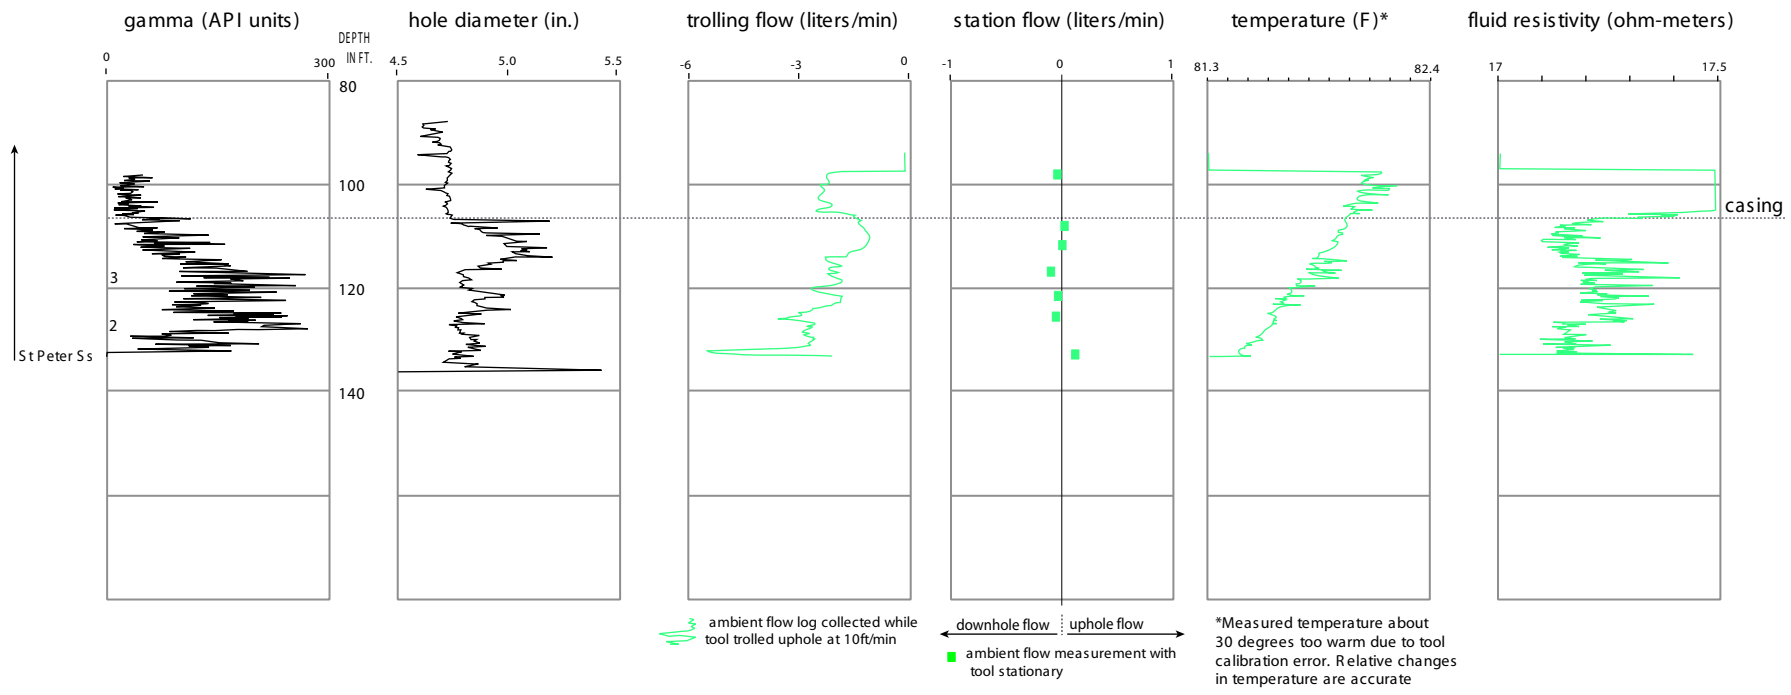 gamma (API units)
hole diameter (in.)
trolling flow (liters/min)
station flow (liters/min)
temperature (F)*
fluid resistivity (ohm-meters)
DEPTH
IN FT.
0
300
4.5
5.0
5.5
-6
-3
0
-1
0
1
81.3
82.4
17
17.5
80
100
casing
3
120
2
St Peter Ss
140
ambient flow log collected while
tool trolled uphole at 10ft/min
downhole flow
uphole flow
ambient flow measurement with
tool stationary
*Measured temperature about
30 degrees too warm due to tool
calibration error. Relative changes
in temperature are accurate